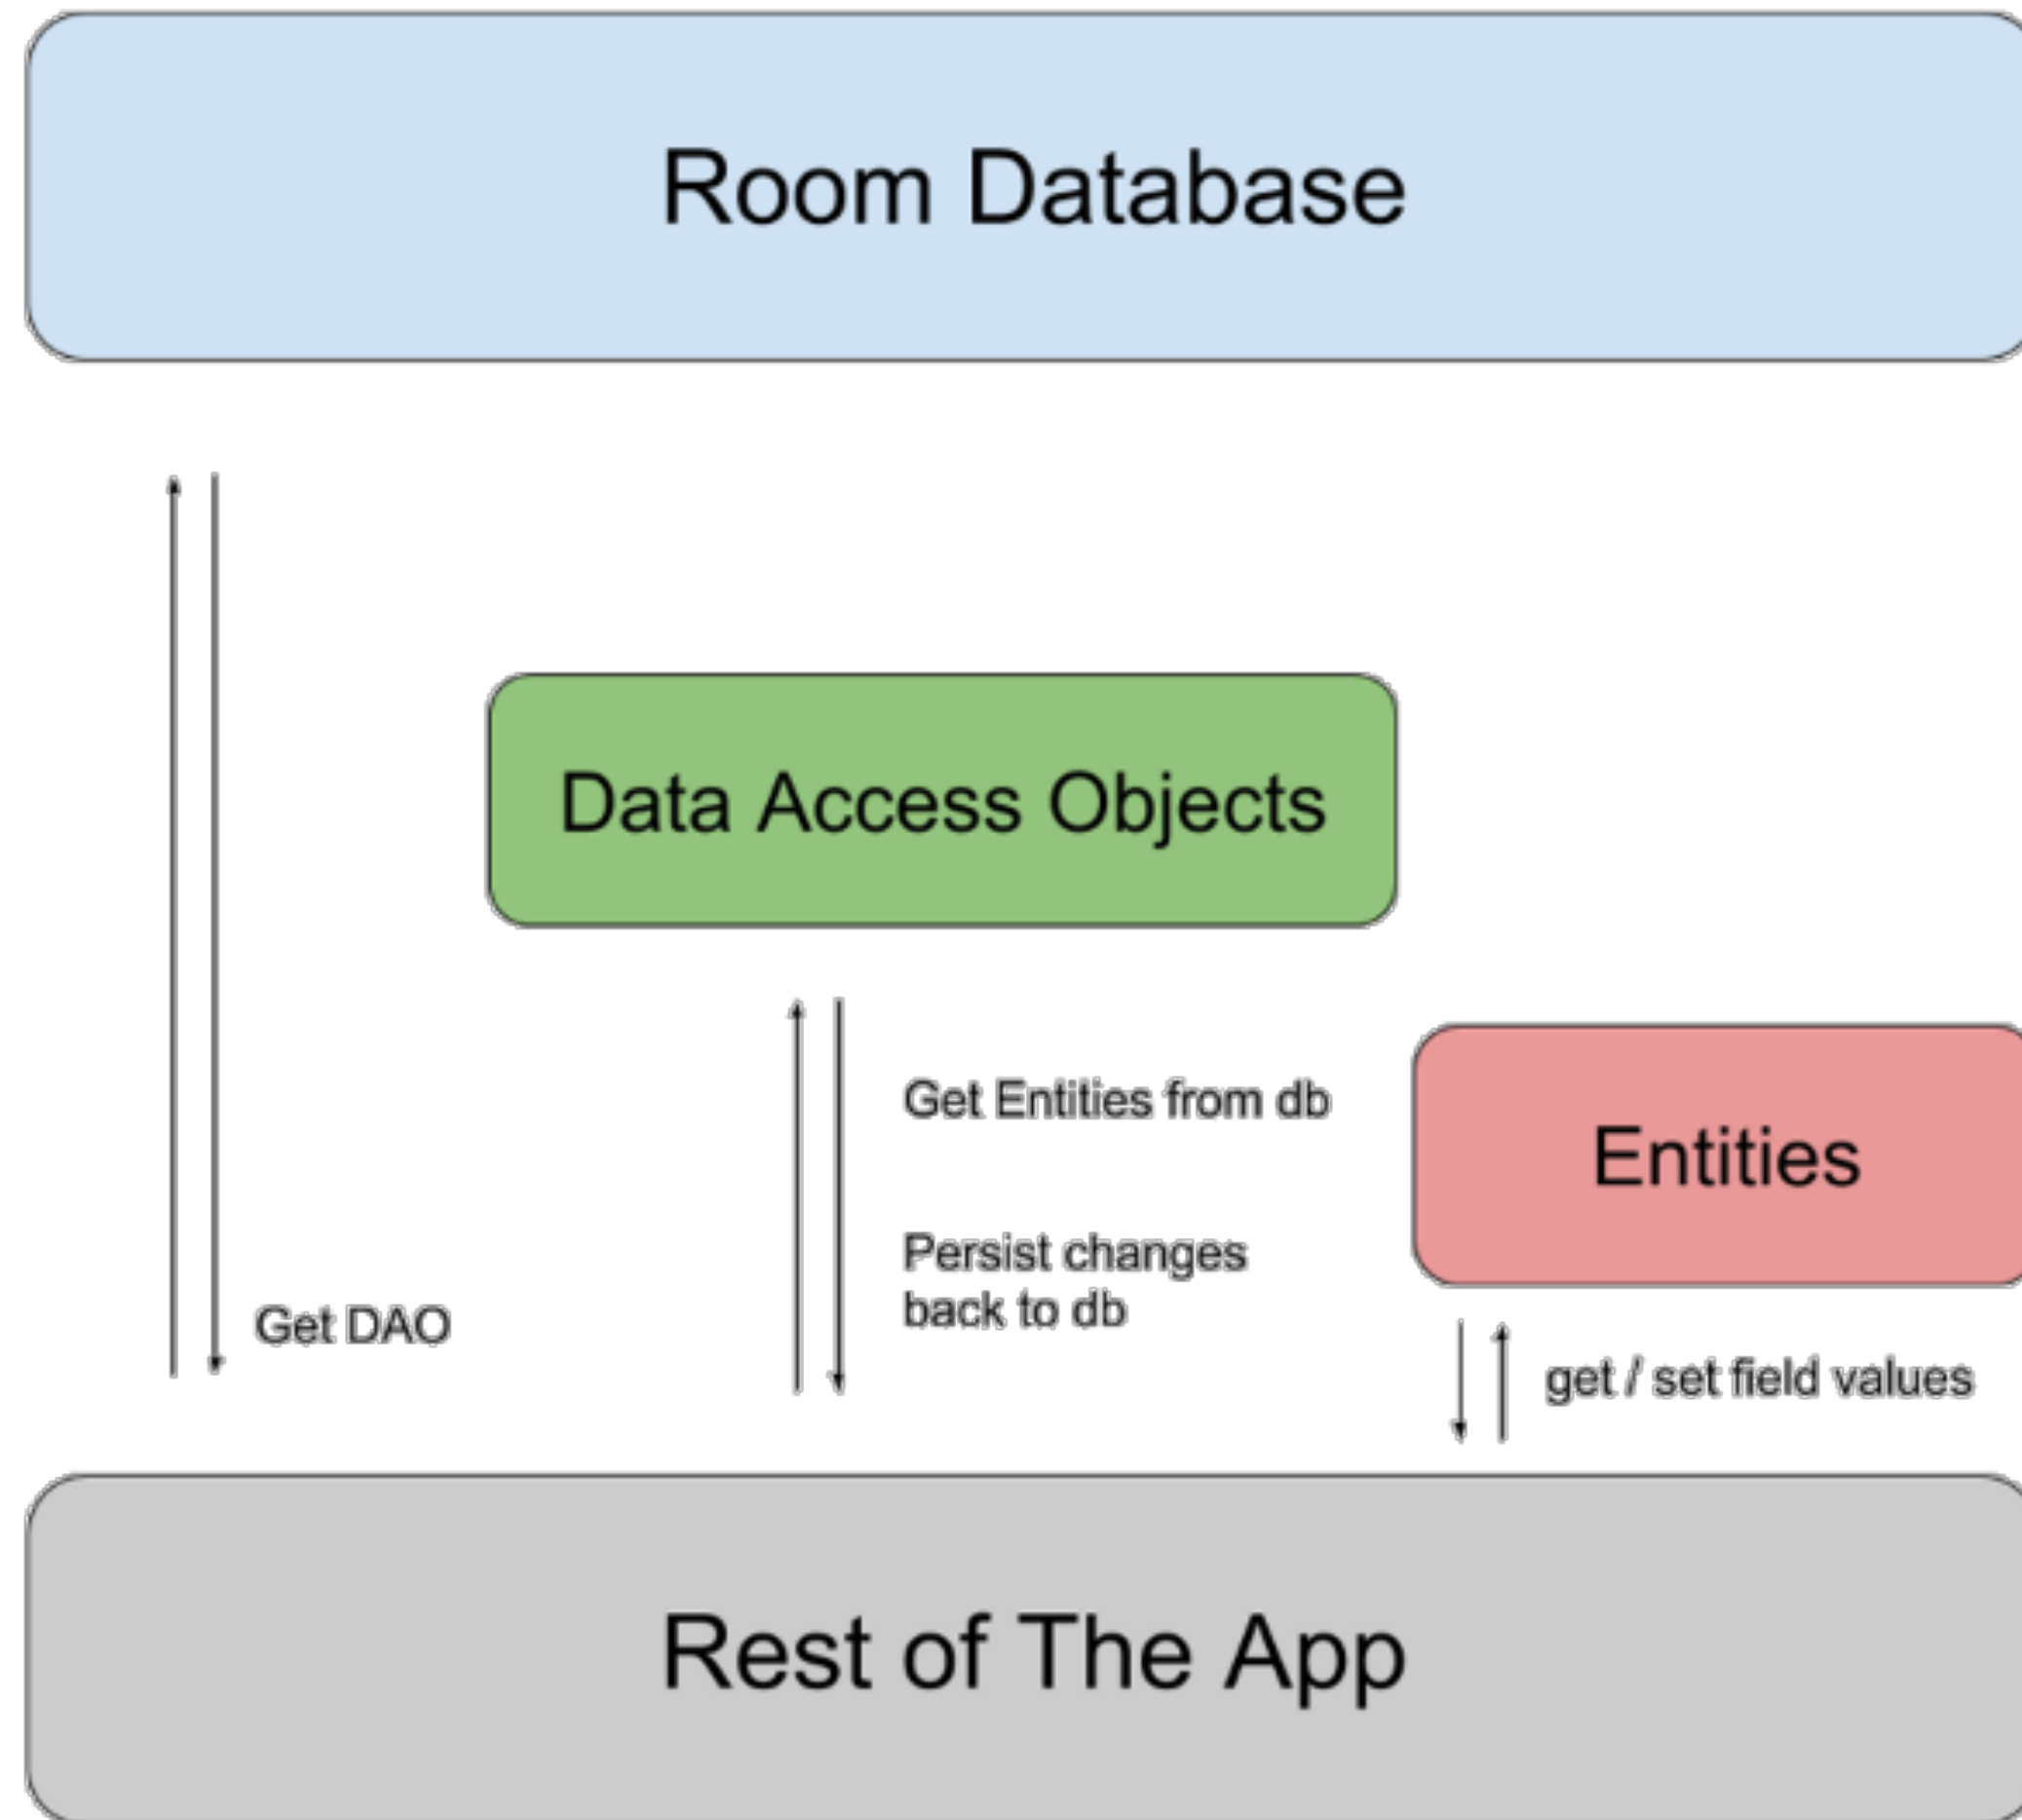 Room Database
Data Access Objects
Get Entities from db
Entities
Persist changes
back to db
Get DAO
get / set field values
Rest of The App